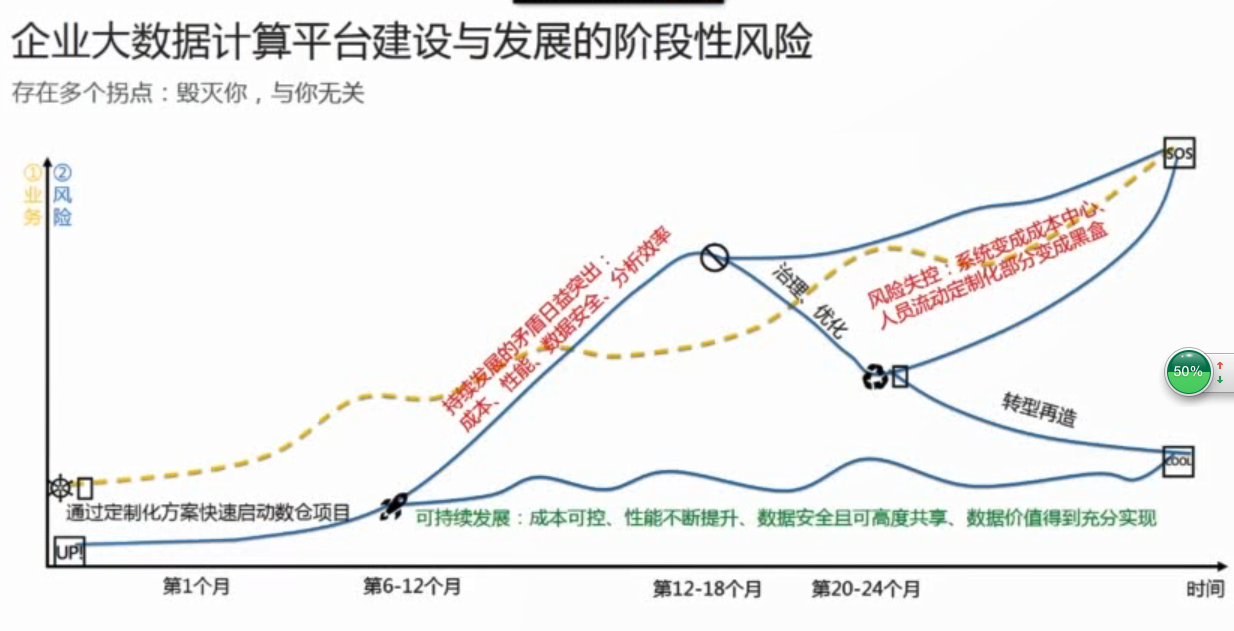 企业大数据计算平台建设与发展的阶段性风险
存在多个拐点：毁灭你，与你无关
①业务
②风险
SOS
持续发展的矛盾日益突出：
成本、性能、数据安全、分析效率
治理、优化
风险失控：系统变成成本中心、
人员流动定制化部分变成黑盒
50%
转型再造
COOL
通过定制化方案快速启动数仓项目
可持续发展：成本可控、性能不断提升、数据安全且可高度共享、数据价值得到充分实现
UP!
第1个月
第6-12个月
第12-18个月
第20-24个月
时间